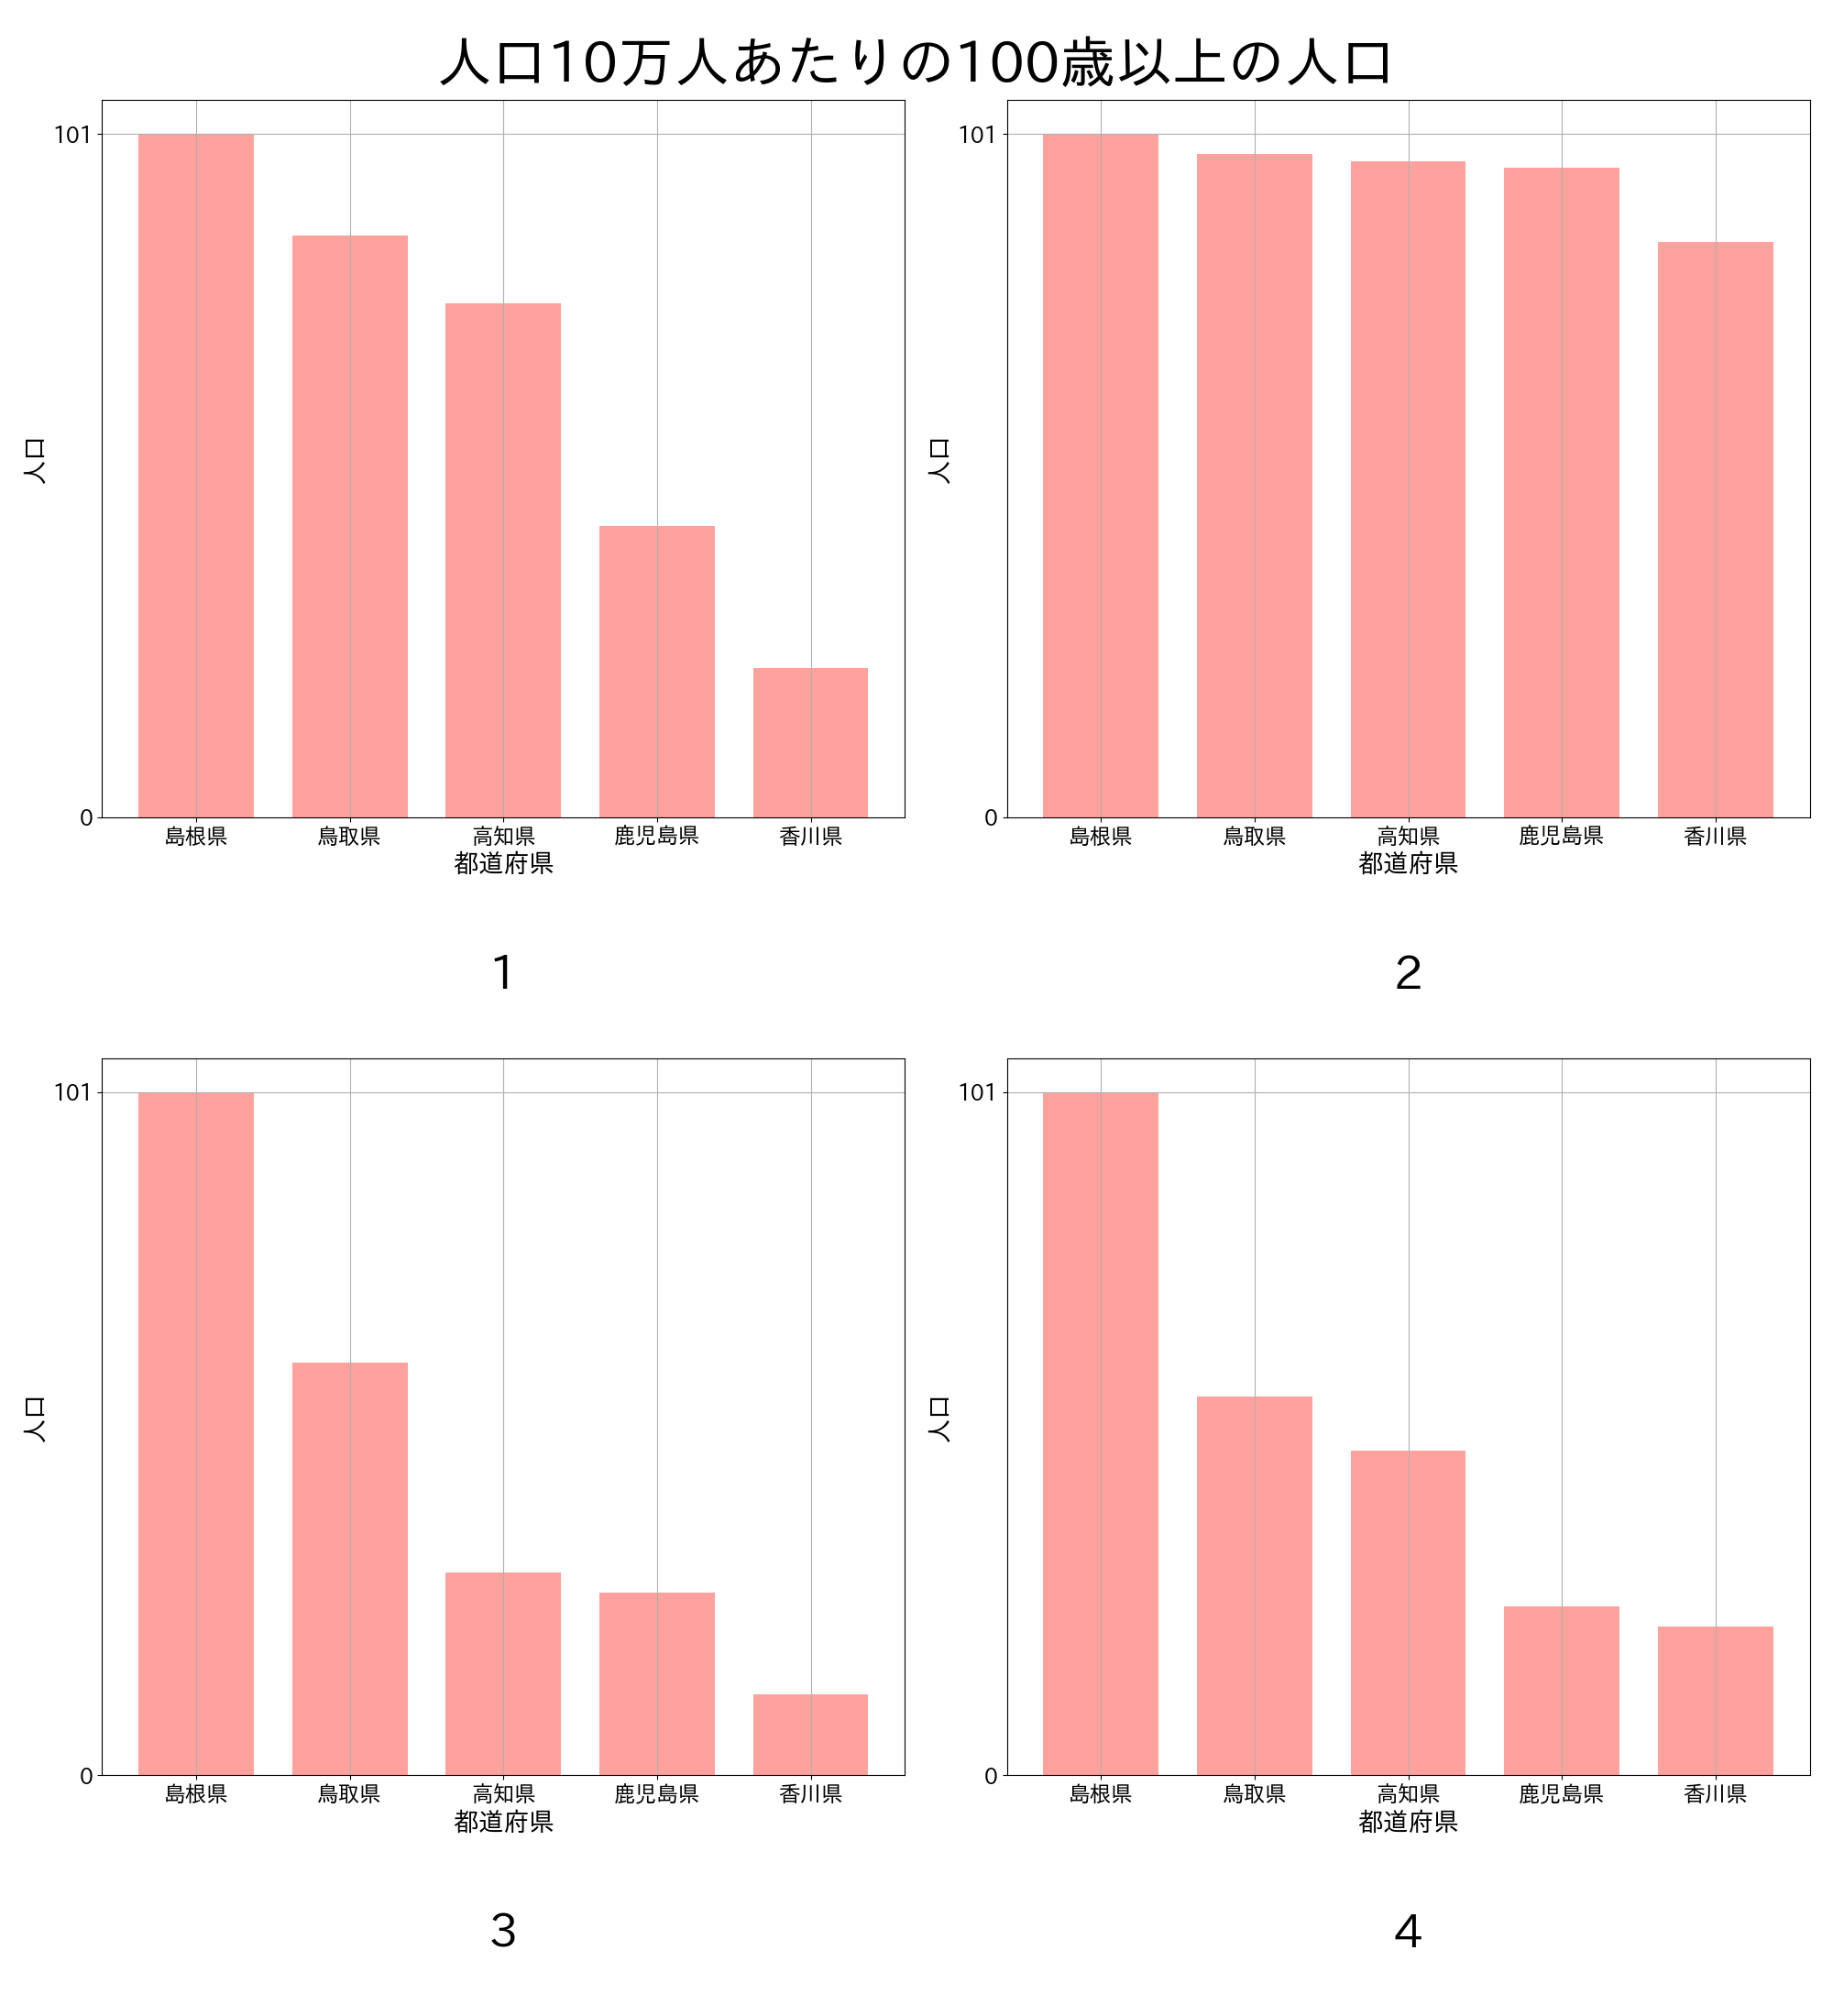 人口10万人あたりの100歳以上の人口
101
人口
0
島根県 鳥取県 高知県 鹿児島県 香川県
都道府県
1
101
人口
0
島根県 鳥取県 高知県 鹿児島県 香川県
都道府県
2
101
人口
0
島根県 鳥取県 高知県 鹿児島県 香川県
都道府県
3
101
人口
0
島根県 鳥取県 高知県 鹿児島県 香川県
都道府県
4